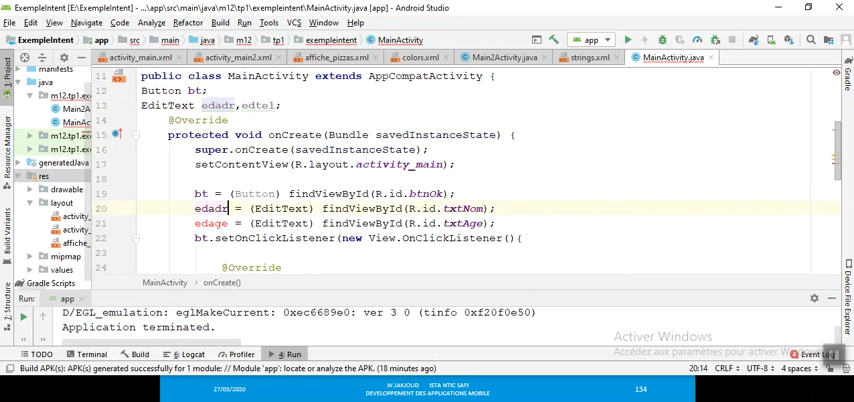 ExempleIntent [E:\ExempleIntent] - ...\app\src\main\java\m12\tp1\exempleintent\MainActivity.java [app] - Android Studio
File Edit View Navigate Code Analyze Refactor Build Run Tools VCS Window Help
ExempleIntent app src main java m12 tp1 exempleintent MainActivity app
activity_main.xml activity_main2.xml affiche_pizzas.xml colors.xml Main2Activity.java strings.xml MainActivity.java
1: Project
Resource Manager
Build Variants
Z: Structure
manifests
java
m12.tp1.exe
Main2A
MainAc
m12.tp1.exe
m12.tp1.exe
generatedJava
res
drawable
layout
activity_
activity_
affiche_
mipmap
values
Gradle Scripts
11 public class MainActivity extends AppCompatActivity {
12 Button bt;
13 EditText edadr,edtel;
14 @Override
15 protected void onCreate(Bundle savedInstanceState) {
16 super.onCreate(savedInstanceState);
17 setContentView(R.layout.activity_main);
18
19 bt = (Button) findViewById(R.id.btnOk);
20 edadr = (EditText) findViewById(R.id.txtNom);
21 edage = (EditText) findViewById(R.id.txtAge);
22 bt.setOnClickListener(new View.OnClickListener(){
23
24 @Override
MainActivity › onCreate()
Gradle
Device File Explorer
Run: app
D/EGL_emulation: eglMakeCurrent: 0xec6689e0: ver 3 0 (tinfo 0xf20f0e50)
Application terminated.
Activer Windows
Accédez aux paramètres pour activer Windows
TODO Terminal Build 6: Logcat Profiler 4: Run Event Log
Build APK(s): APK(s) generated successfully for 1 module: // Module 'app': locate or analyze the APK. (18 minutes ago) 20:14 CRLF UTF-8 4 spaces
27/03/2020
W.JAKJOUD ISTA NTIC SAFI
DEVELOPPEMENT DES APPLICATIONS MOBILE
134